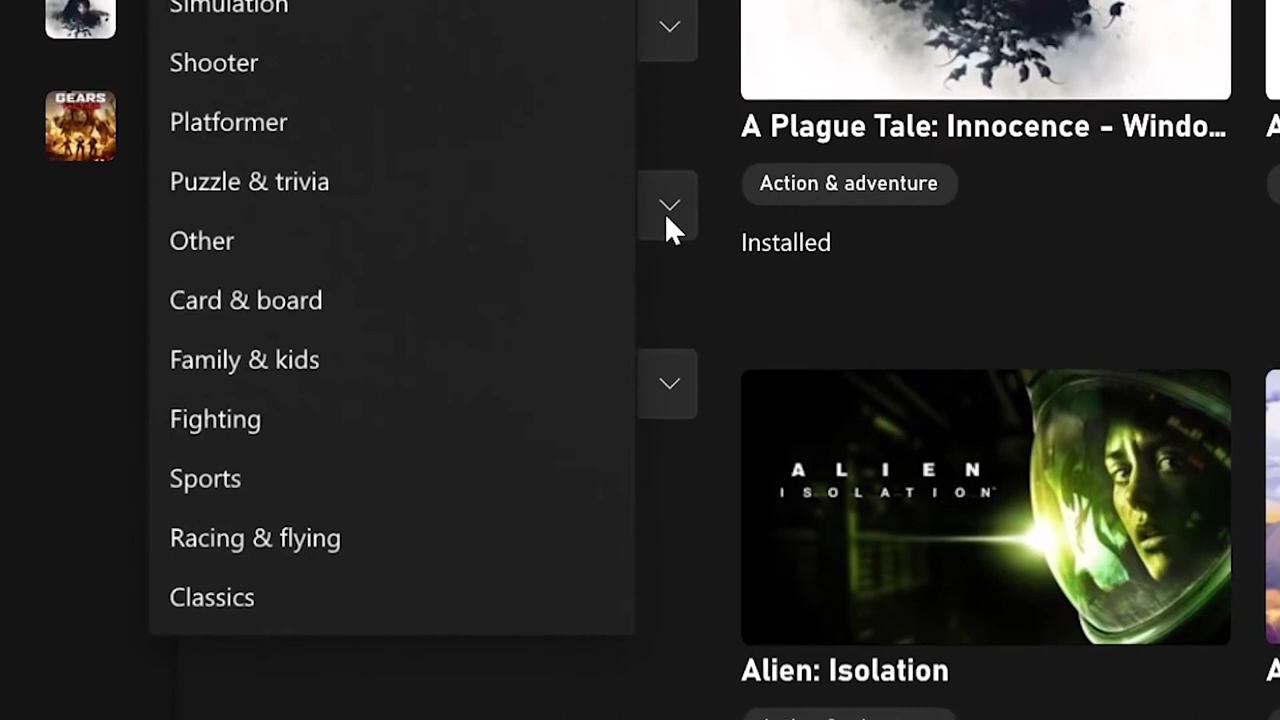 Simulation
Shooter
Platformer
Puzzle & trivia
Other
Card & board
Family & kids
Fighting
Sports
Racing & flying
Classics
GEARS
A Plague Tale: Innocence - Windo...
Action & adventure
Installed
ALIEN
ISOLATION
Alien: Isolation
A
A